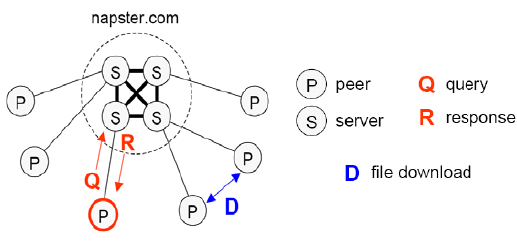 napster.com
S S
P P
S S
P P
R
Q
P P
D
P peer Q query
S server R response
D file download